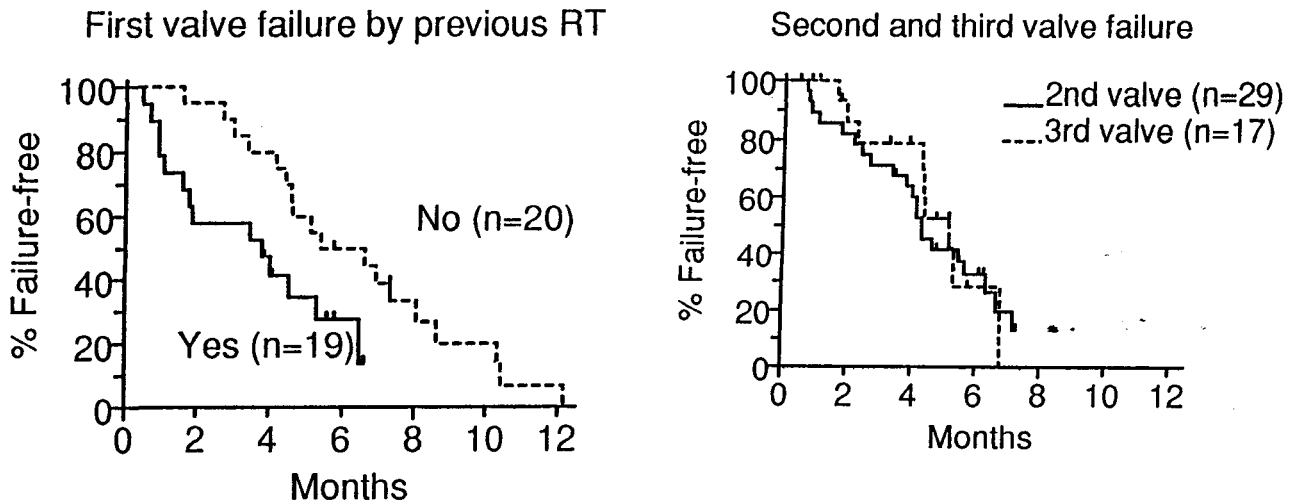 First valve failure by previous RT
% Failure-free
100
80
60
40
20
0
No (n=20)
Yes (n=19)
0 2 4 6 8 10 12
Months
Second and third valve failure
% Failure-free
100
80
60
40
20
0
2nd valve (n=29)
3rd valve (n=17)
0 2 4 6 8 10 12
Months